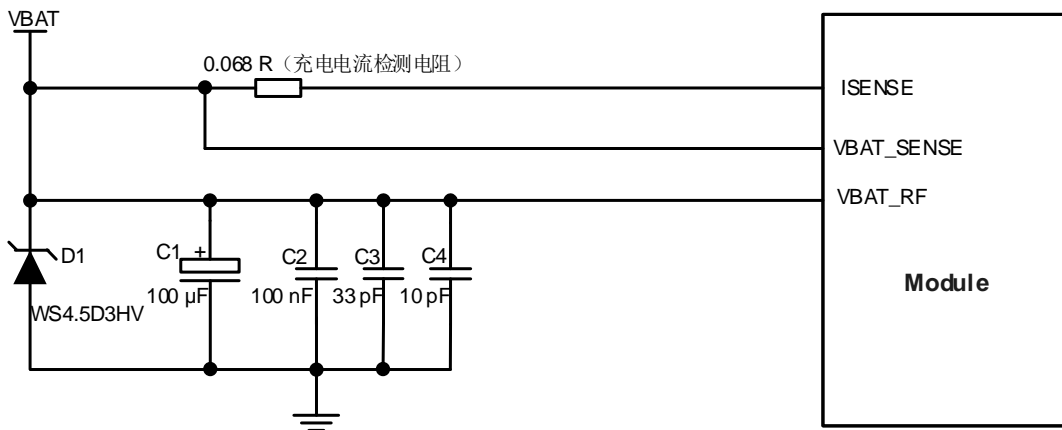 VBAT
0.068 R（充电电流检测电阻）
ISENSE
VBAT_SENSE
VBAT_RF
D1
C1 +
C2
C3
C4
100 µF
100 nF
33 pF
10 pF
WS4.5D3HV
Module